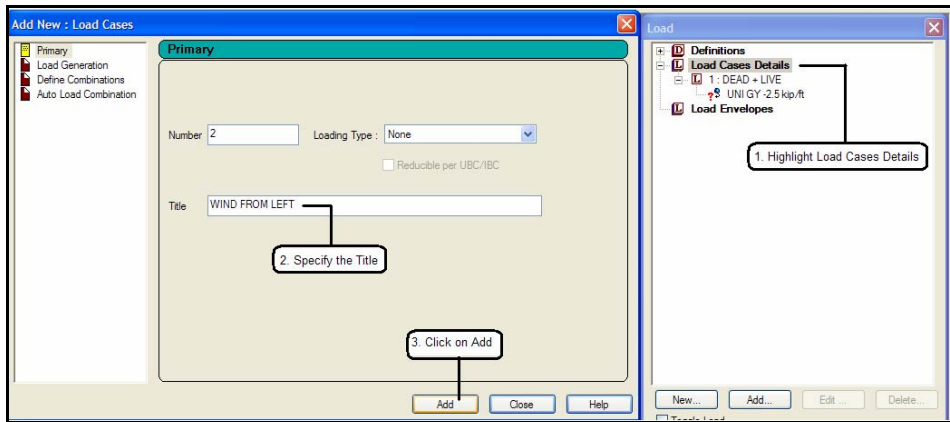 Add New : Load Cases
Primary
Load Generation
Define Combinations
Auto Load Combination
Primary
Number 2 Loading Type : None
Reducible per UBC/IBC
Title WIND FROM LEFT
2. Specify the Title
3. Click on Add
Add Close Help
Load
D Definitions
L Load Cases Details
L 1 : DEAD + LIVE
UNI GY -2.5 kip/ft
L Load Envelopes
1. Highlight Load Cases Details
New... Add... Edit ... Delete...
Toggle Load